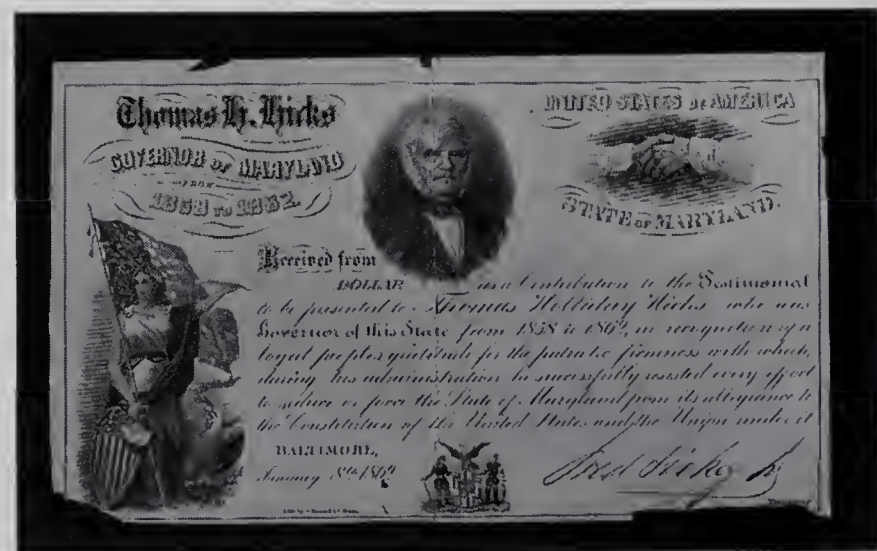 Thomas H. Hicks
GOVERNOR OF MARYLAND
FROM
1858 TO 1862
UNITED STATES OF AMERICA
STATE OF MARYLAND.
Received from
DOLLAR as a Contribution to the Testimonial
to be presented to Thomas Holliday Hicks who was
Governor of this State from 1858 to 1862, in recognition of a
loyal peoples gratitude for the patriotic firmness with which,
during his administration he successfully resisted every effort
to seduce or force the State of Maryland from its allegiance to
the Constitution of the United States and the Union under it
BALTIMORE,
January 8th 1862
Treasurer